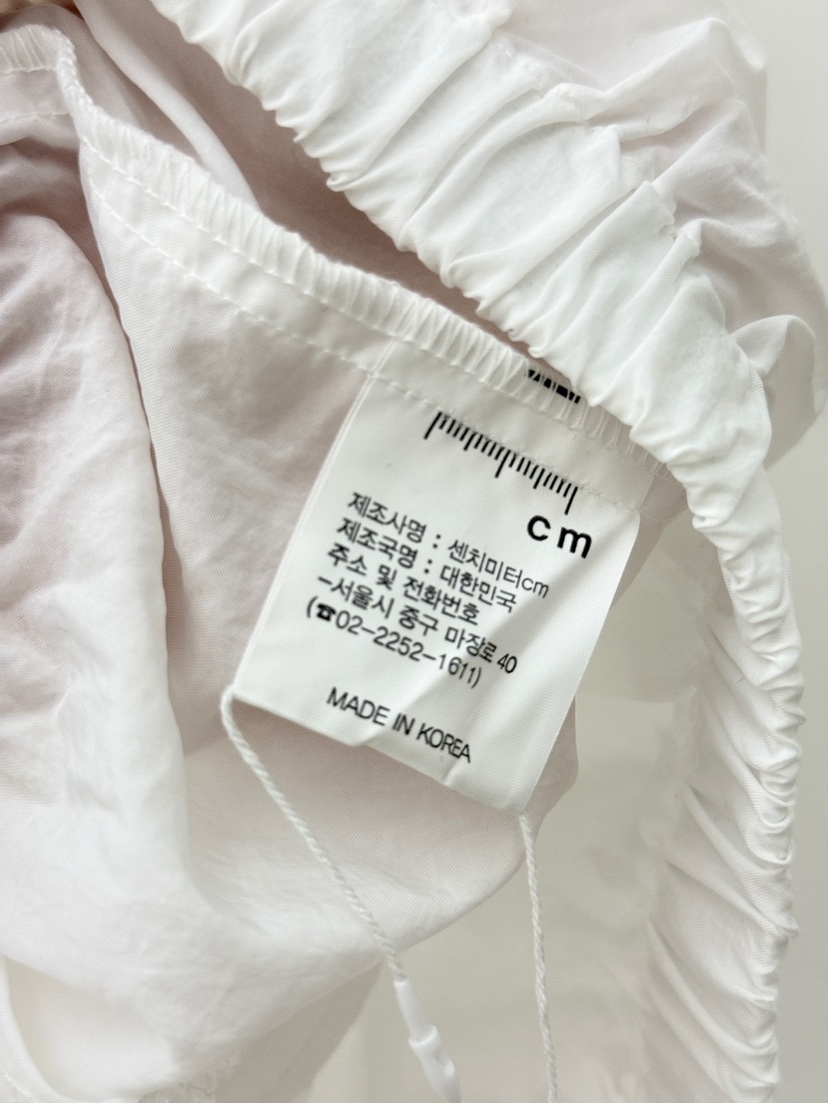 cm
제조사명 : 센치미터cm
제조국명 : 대한민국
주소 및 전화번호
-서울시 중구 마장로 40
(☎02-2252-1611)
MADE IN KOREA